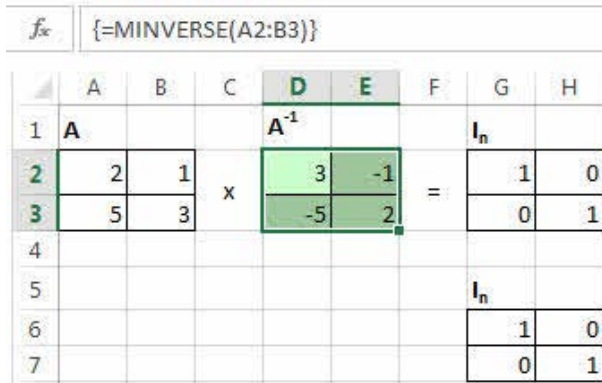 fx {=MINVERSE(A2:B3)}
A B C D E F G H
1 A A-1 In
2 2 1 3 -1 1 0
x =
3 5 3 -5 2 0 1
4
5 In
6 1 0
7 0 1